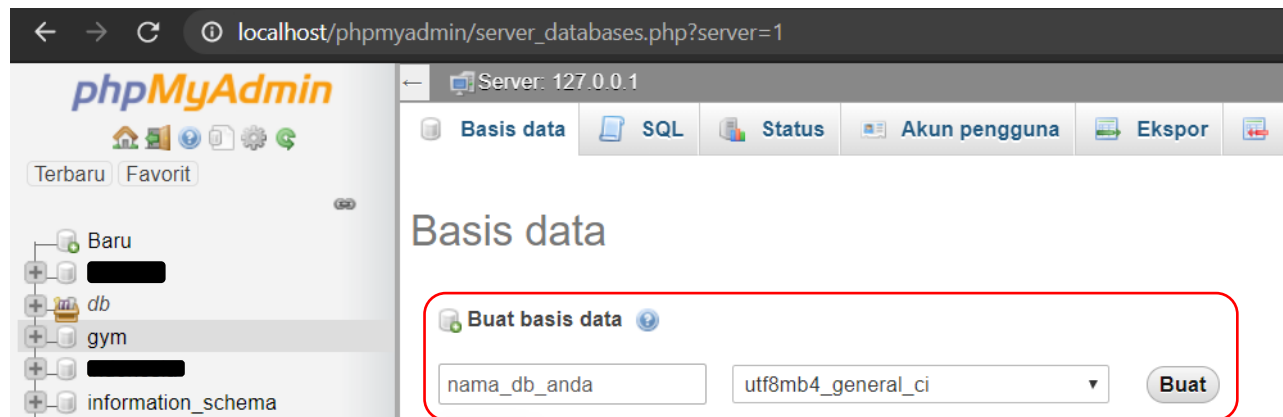 localhost/phpmyadmin/server_databases.php?server=1
phpMyAdmin
Server: 127.0.0.1
Basis data SQL Status Akun pengguna Ekspor
Terbaru Favorit
Basis data
Baru
db
Buat basis data
gym
nama_db_anda utf8mb4_general_ci Buat
information_schema